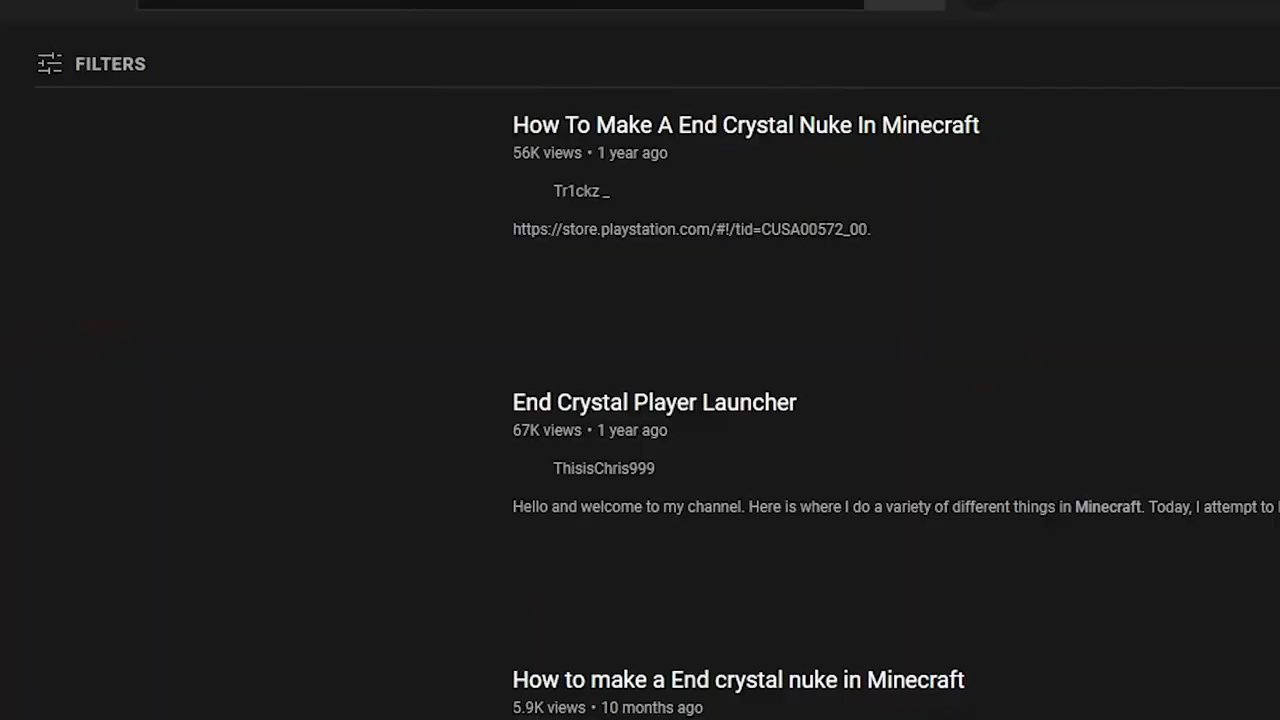 FILTERS
How To Make A End Crystal Nuke In Minecraft
56K views • 1 year ago
Tr1ckz _
https://store.playstation.com/#!/tid=CUSA00572_00.
End Crystal Player Launcher
67K views • 1 year ago
ThisisChris999
Hello and welcome to my channel. Here is where I do a variety of different things in Minecraft. Today, I attempt to
How to make a End crystal nuke in Minecraft
5.9K views • 10 months ago